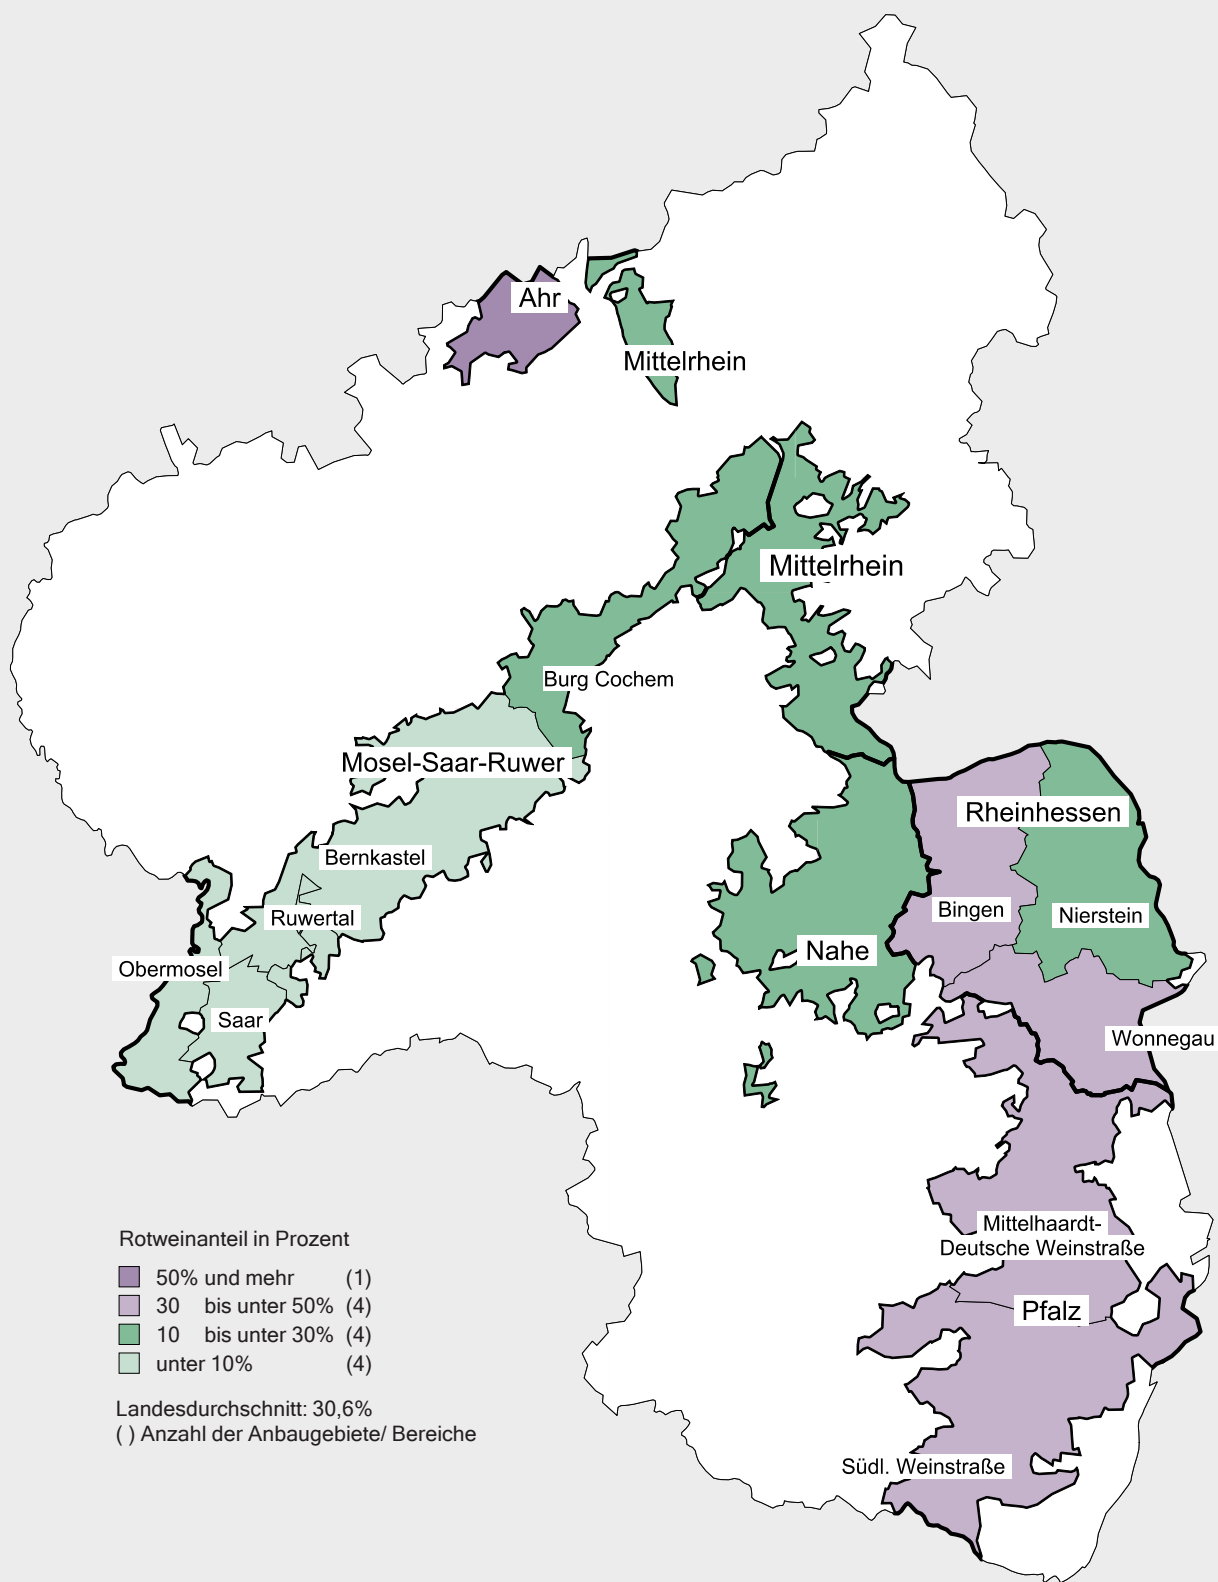 Ahr
Mittelrhein
Mittelrhein
Burg Cochem
Mosel-Saar-Ruwer
Rheinhessen
Bernkastel
Bingen
Nierstein
Ruwertal
Nahe
Obermosel
Saar
Wonnegau
Mittelhaardt-
Deutsche Weinstraße
Pfalz
Südl. Weinstraße
Rotweinanteil in Prozent
50% und mehr (1)
30 bis unter 50% (4)
10 bis unter 30% (4)
unter 10% (4)
Landesdurchschnitt: 30,6%
( ) Anzahl der Anbaugebiete/ Bereiche